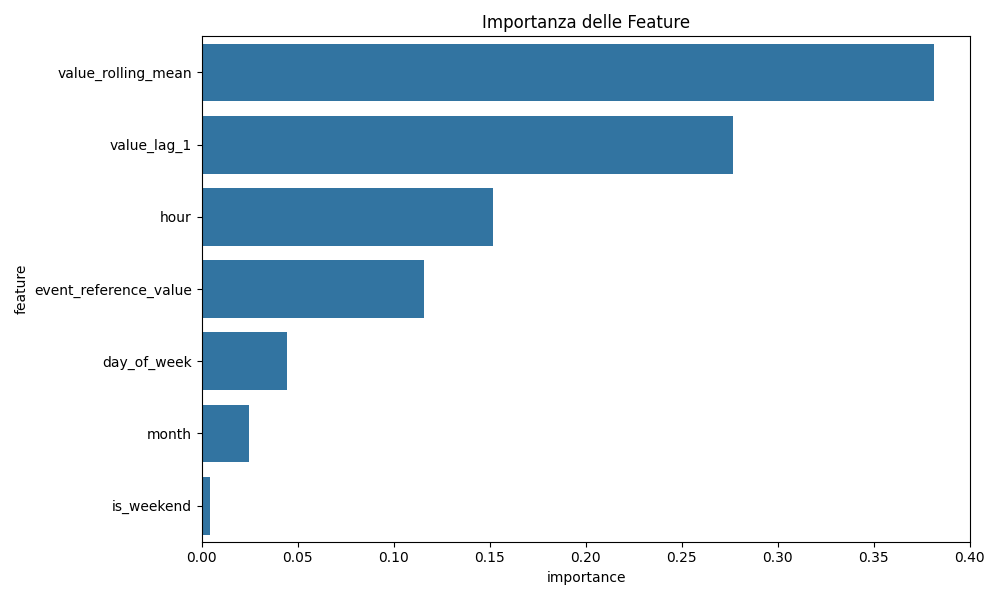 Importanza delle Feature
value_rolling_mean
value_lag_1
hour
event_reference_value
day_of_week
month
is_weekend
feature
0.00 0.05 0.10 0.15 0.20 0.25 0.30 0.35 0.40
importance